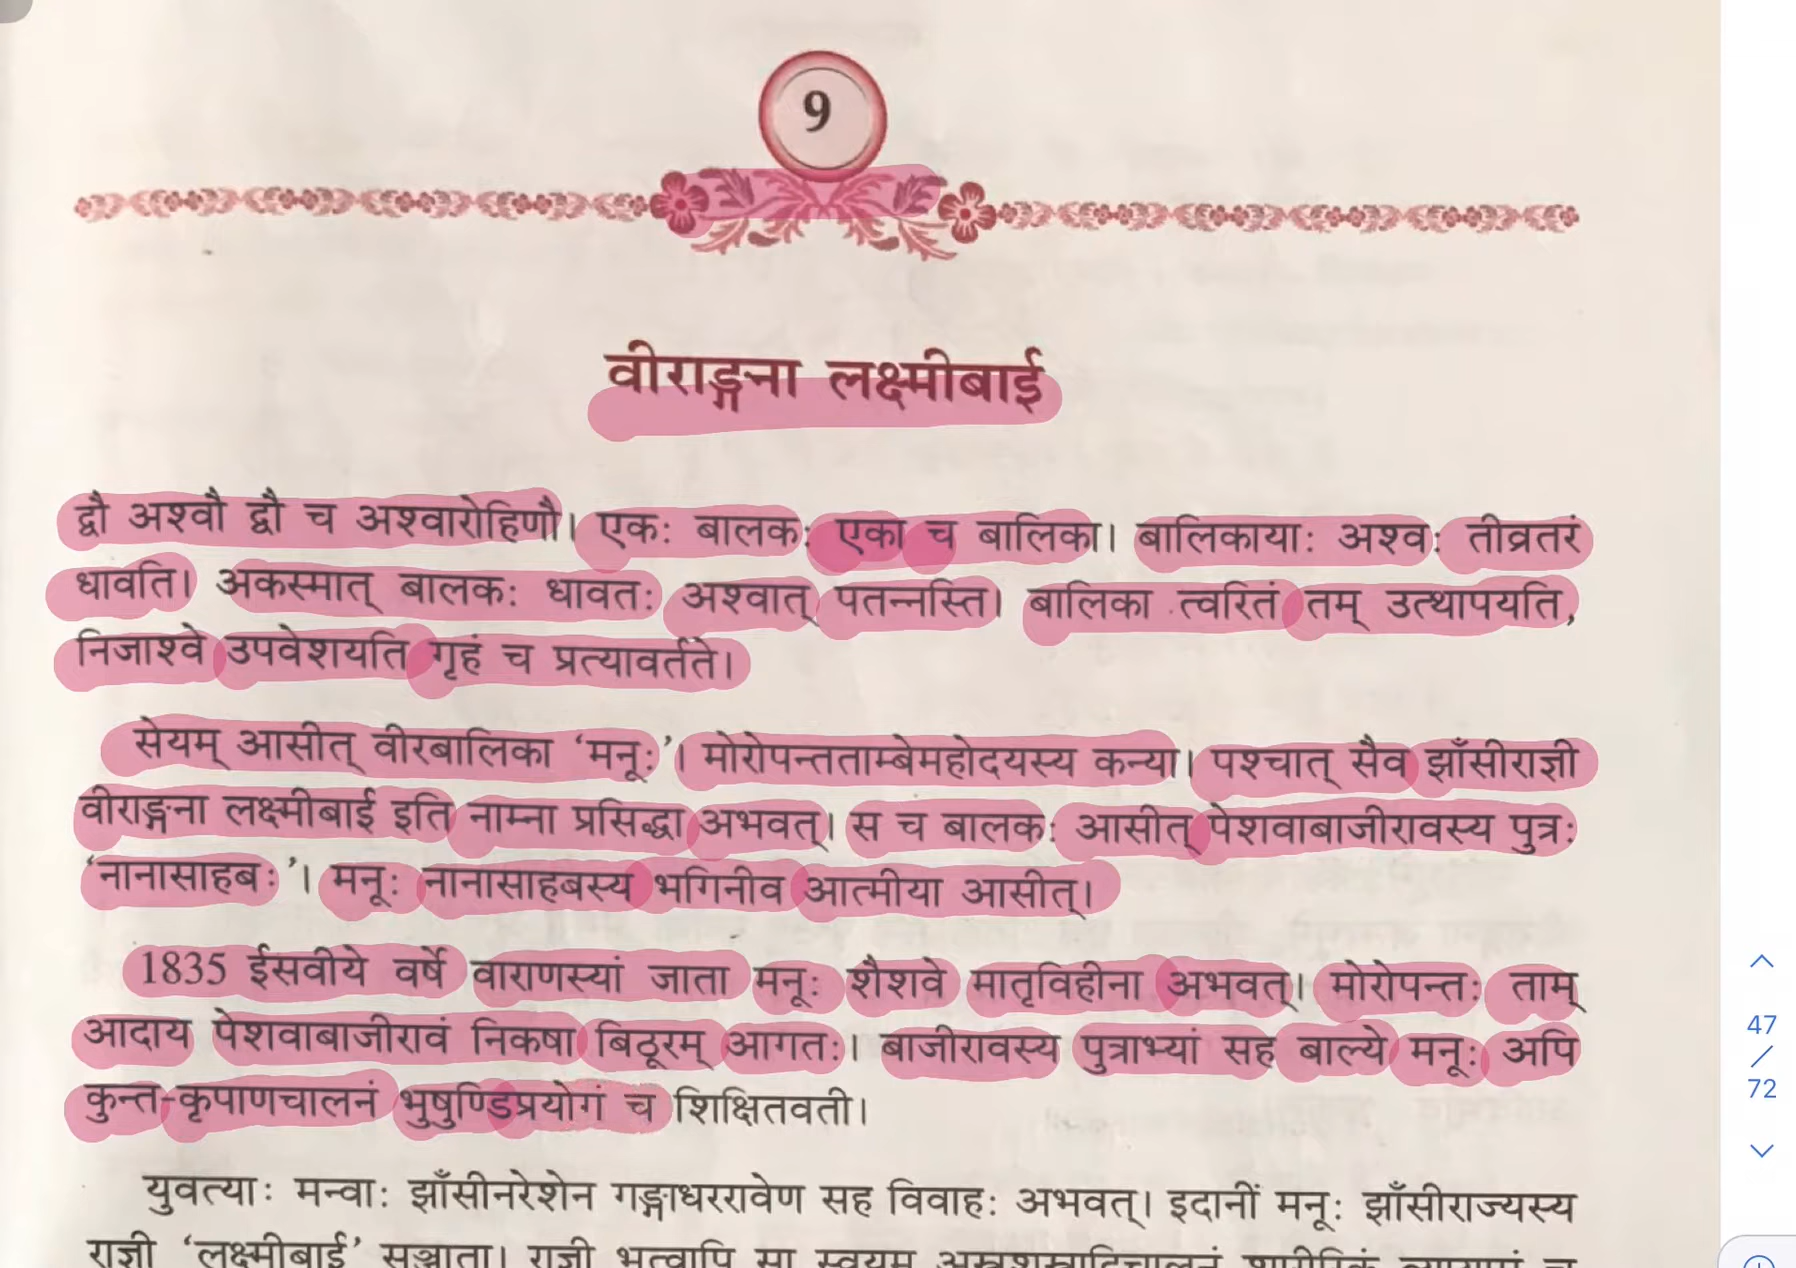 9
वीराङ्गना लक्ष्मीबाई
द्वौ अश्वौ द्वौ च अश्वारोहिणौ। एकः बालकः एका च बालिका। बालिकायाः अश्वः तीव्रतरं
धावति। अकस्मात् बालकः धावतः अश्वात् पतन्नस्ति। बालिका त्वरितं तम् उत्थापयति,
निजाश्वे उपवेशयति गृहं च प्रत्यावर्तते।
सेयम् आसीत् वीरबालिका ‘मनूः’। मोरोपन्तताम्बेमहोदयस्य कन्या। पश्चात् सैव झाँसीराज्ञी
वीराङ्गना लक्ष्मीबाई इति नाम्ना प्रसिद्धा अभवत्। स च बालकः आसीत् पेशवाबाजीरावस्य पुत्रः
‘नानासाहबः’। मनूः नानासाहबस्य भगिनीव आत्मीया आसीत्।
1835 ईसवीये वर्षे वाराणस्यां जाता मनूः शैशवे मातृविहीना अभवत्। मोरोपन्तः ताम्
आदाय पेशवाबाजीरावं निकषा बिठूरम् आगतः। बाजीरावस्य पुत्राभ्यां सह बाल्ये मनूः अपि
कुन्त-कृपाणचालनं भुषुण्डिप्रयोगं च शिक्षितवती।
युवत्याः मन्वाः झाँसीनरेशेन गङ्गाधररावेण सह विवाहः अभवत्। इदानीं मनूः झाँसीराज्यस्य
राज्ञी ‘लक्ष्मीबाई’ सञ्जाता। राज्ञी भूत्वापि सा स्वयम्
47
/
72